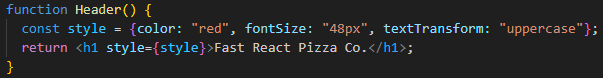 function Header() {
  const style = {color: "red", fontSize: "48px", textTransform: "uppercase"};
  return <h1 style={style}>Fast React Pizza Co.</h1>;
}